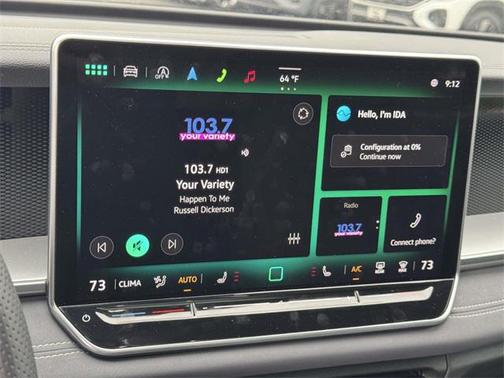 OFF
64 °F
9:12
103.7
your variety
103.7 HD1
Your Variety
Happen To Me
Russell Dickerson
Hello, I'm IDA
Configuration at 0%
Continue now
Radio
103.7
your variety
Connect phone?
73 CLIMA AUTO A/C 73